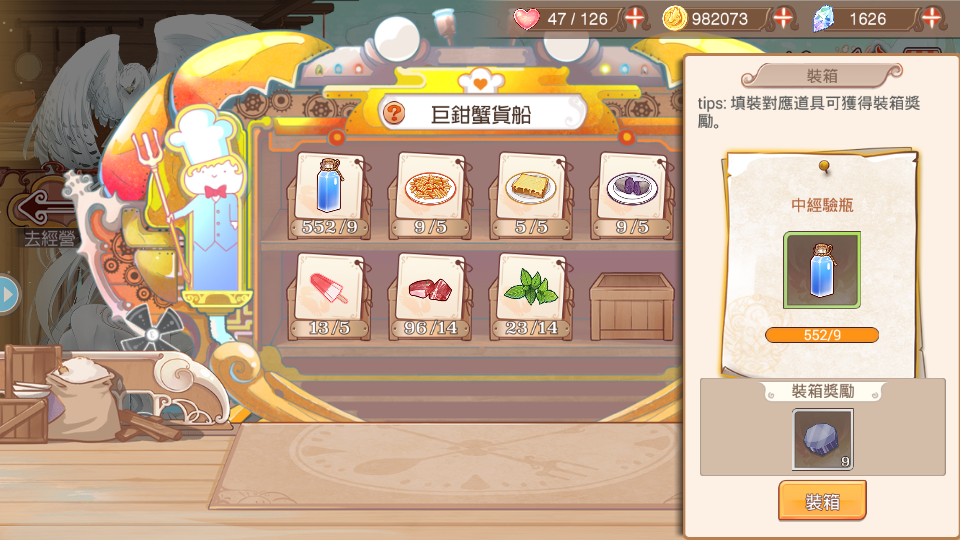 47 / 126
982073
1626
巨鉗蟹貨船
?
552/9
9/5
5/5
9/5
13/5
96/14
23/14
去經營
裝箱
tips: 填裝對應道具可獲得裝箱獎
勵。
中經驗瓶
552/9
裝箱獎勵
9
裝箱